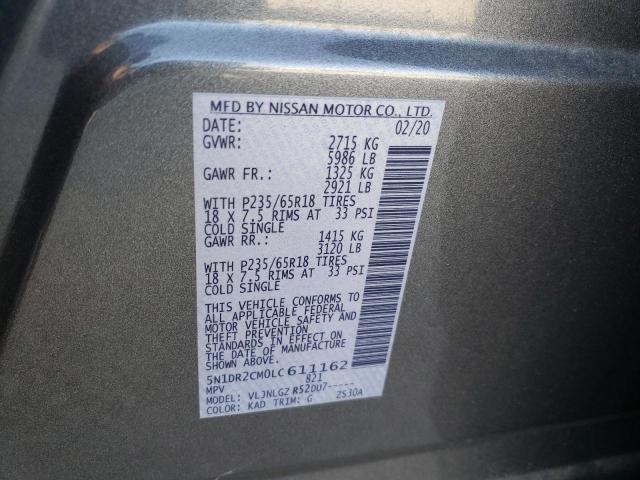 MFD BY NISSAN MOTOR CO., LTD.
DATE: 02/20
GVWR: 2715 KG
5986 LB
GAWR FR.: 1325 KG
2921 LB
WITH P235/65R18 TIRES
18 X 7.5 RIMS AT 33 PSI
COLD SINGLE
GAWR RR.: 1415 KG
3120 LB
WITH P235/65R18 TIRES
18 X 7.5 RIMS AT 33 PSI
COLD SINGLE
THIS VEHICLE CONFORMS TO
ALL APPLICABLE FEDERAL
MOTOR VEHICLE SAFETY AND
THEFT PREVENTION
STANDARDS IN EFFECT ON
THE DATE OF MANUFACTURE
SHOWN ABOVE.
5N1DR2CM0LC611162
MPV 821
MODEL: VLJNLGZ R52DU7-----
COLOR: KAD TRIM: G ZS30A